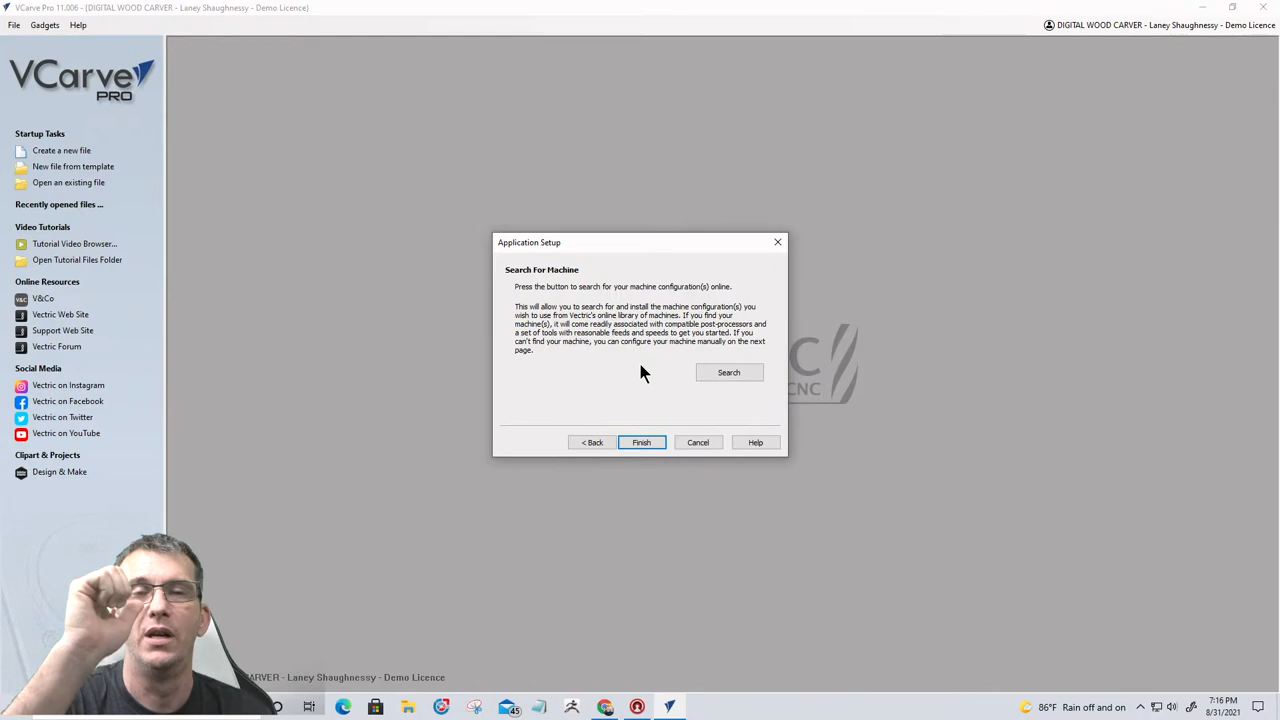 VCarve Pro 11.006 - [DIGITAL WOOD CARVER - Laney Shaughnessy - Demo Licence]
File Gadgets Help
DIGITAL WOOD CARVER - Laney Shaughnessy - Demo Licence
VCarve
PRO
Startup Tasks
Create a new file
New file from template
Open an existing file
Recently opened files ...
Video Tutorials
Tutorial Video Browser...
Open Tutorial Files Folder
Online Resources
V&Co
Vectric Web Site
Support Web Site
Vectric Forum
Social Media
Vectric on Instagram
Vectric on Facebook
Vectric on Twitter
Vectric on YouTube
Clipart & Projects
Design & Make
Application Setup
Search For Machine
Press the button to search for your machine configuration(s) online.
This will allow you to search for and install the machine configuration(s) you
wish to use from Vectric's online library of machines. If you find your
machine(s), it will come readily associated with compatible post-processors and
a set of tools with reasonable feeds and speeds to get you started. If you
can't find your machine, you can configure your machine manually on the next
page.
Search
< Back Finish Cancel Help
C
CNC
CARVER - Laney Shaughnessy - Demo Licence
45
86°F Rain off and on
7:16 PM
8/31/2021